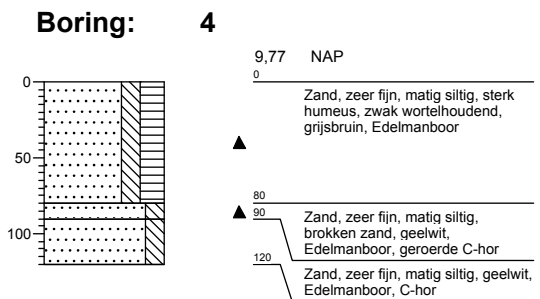 Boring: 4
9,77 NAP
0
0
Zand, zeer fijn, matig siltig, sterk
humeus, zwak wortelhoudend,
grijsbruin, Edelmanboor
50
80
90
Zand, zeer fijn, matig siltig,
brokken zand, geelwit,
Edelmanboor, geroerde C-hor
100
120
Zand, zeer fijn, matig siltig, geelwit,
Edelmanboor, C-hor